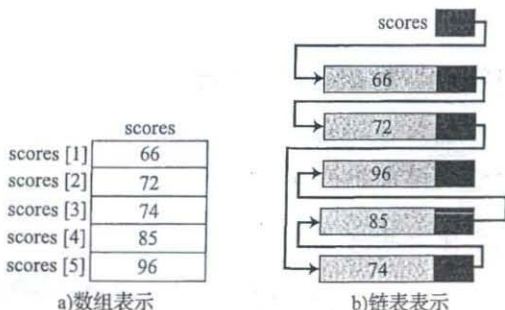 scores
66
72
96
85
74
scores
scores [1] 66
scores [2] 72
scores [3] 74
scores [4] 85
scores [5] 96
a)数组表示
b)链表表示